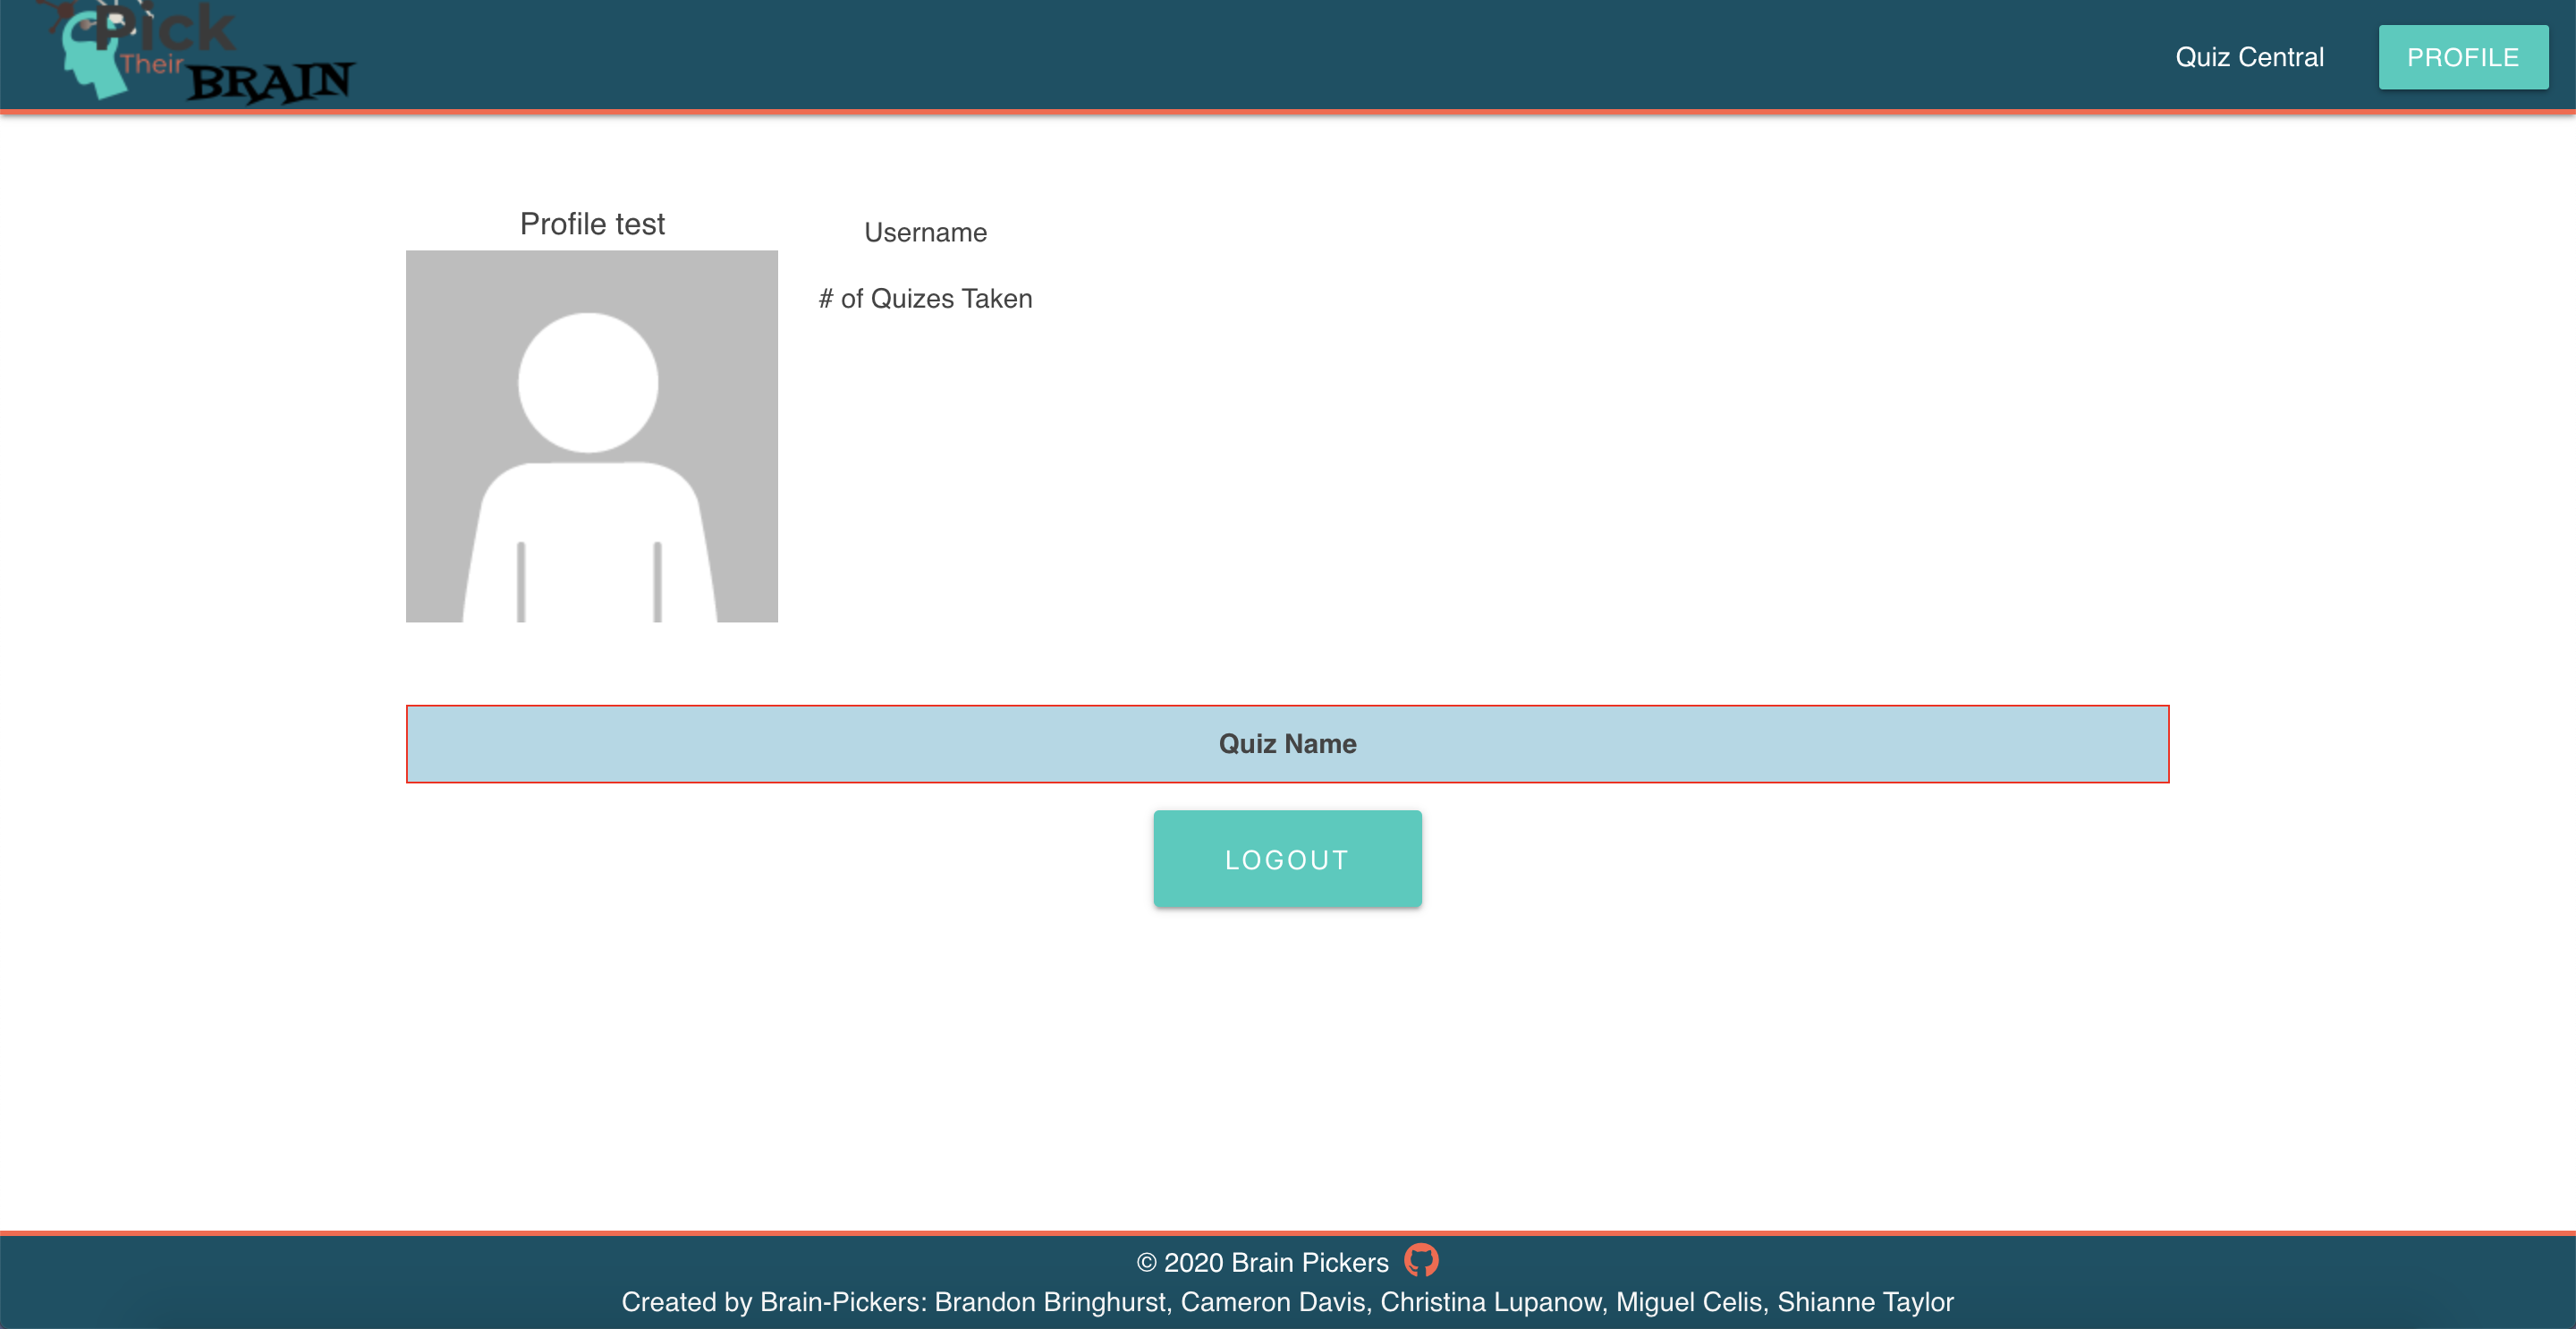 Pick
Their
BRAIN
Quiz Central
PROFILE
Profile test
Username
# of Quizes Taken
Quiz Name
LOGOUT
© 2020 Brain Pickers
Created by Brain-Pickers: Brandon Bringhurst, Cameron Davis, Christina Lupanow, Miguel Celis, Shianne Taylor